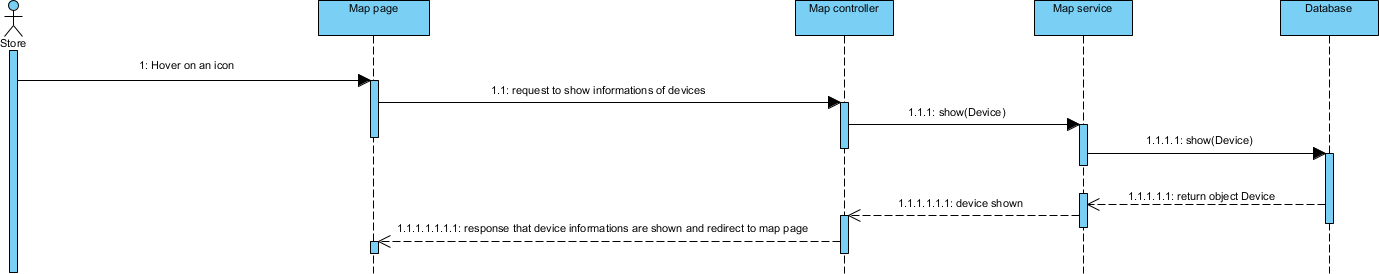 Store
Map page
Map controller
Map service
Database
1: Hover on an icon
1.1: request to show informations of devices
1.1.1: show(Device)
1.1.1.1: show(Device)
1.1.1.1.1: return object Device
1.1.1.1.1.1: device shown
1.1.1.1.1.1.1: response that device informations are shown and redirect to map page